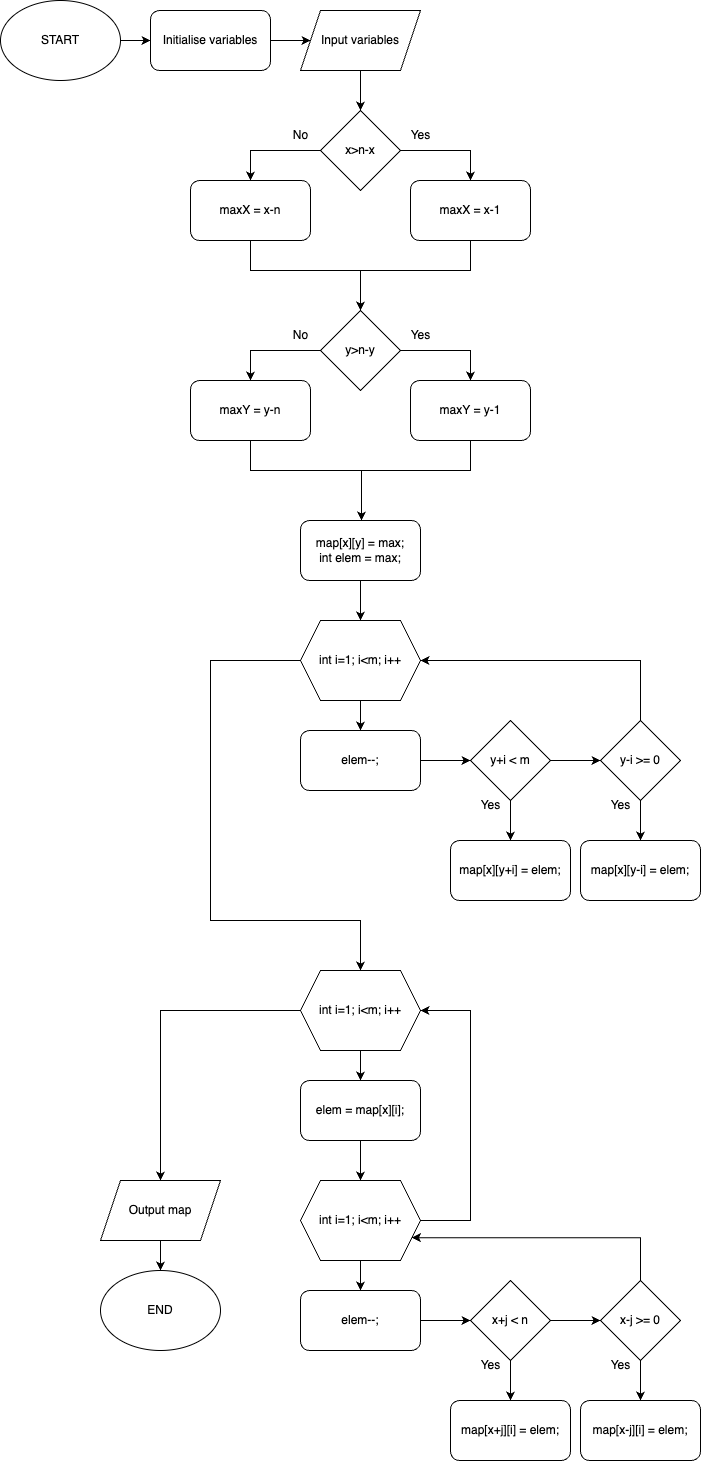 START
Initialise variables
Input variables
No
Yes
x>n-x
maxX = x-n
maxX = x-1
No
Yes
y>n-y
maxY = y-n
maxY = y-1
map[x][y] = max;
int elem = max;
int i=1; i<m; i++
elem--;
y+i < m
y-i >= 0
Yes
Yes
map[x][y+i] = elem;
map[x][y-i] = elem;
int i=1; i<m; i++
elem = map[x][i];
Output map
int i=1; i<m; i++
END
elem--;
x+j < n
x-j >= 0
Yes
Yes
map[x+j][i] = elem;
map[x-j][i] = elem;